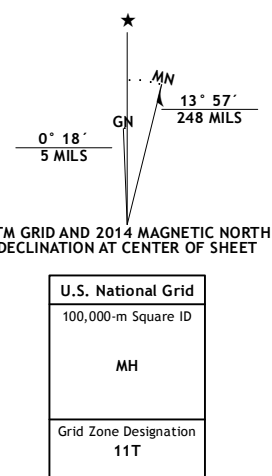 ★
MN
GN
13° 57´
248 MILS
0° 18´
5 MILS
TM GRID AND 2014 MAGNETIC NORTH
DECLINATION AT CENTER OF SHEET
U.S. National Grid
100,000-m Square ID
MH
Grid Zone Designation
11T